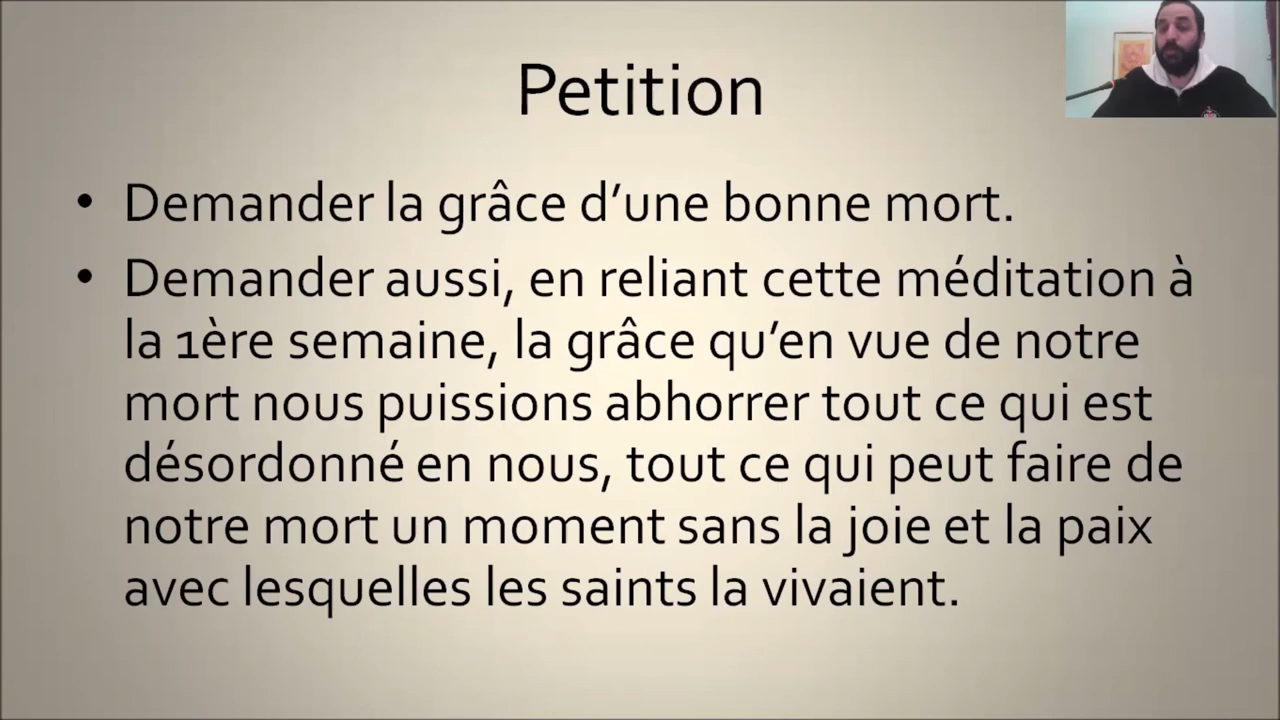 Petition
• Demander la grâce d’une bonne mort.
• Demander aussi, en reliant cette méditation à
la 1ère semaine, la grâce qu’en vue de notre
mort nous puissions abhorrer tout ce qui est
désordonné en nous, tout ce qui peut faire de
notre mort un moment sans la joie et la paix
avec lesquelles les saints la vivaient.